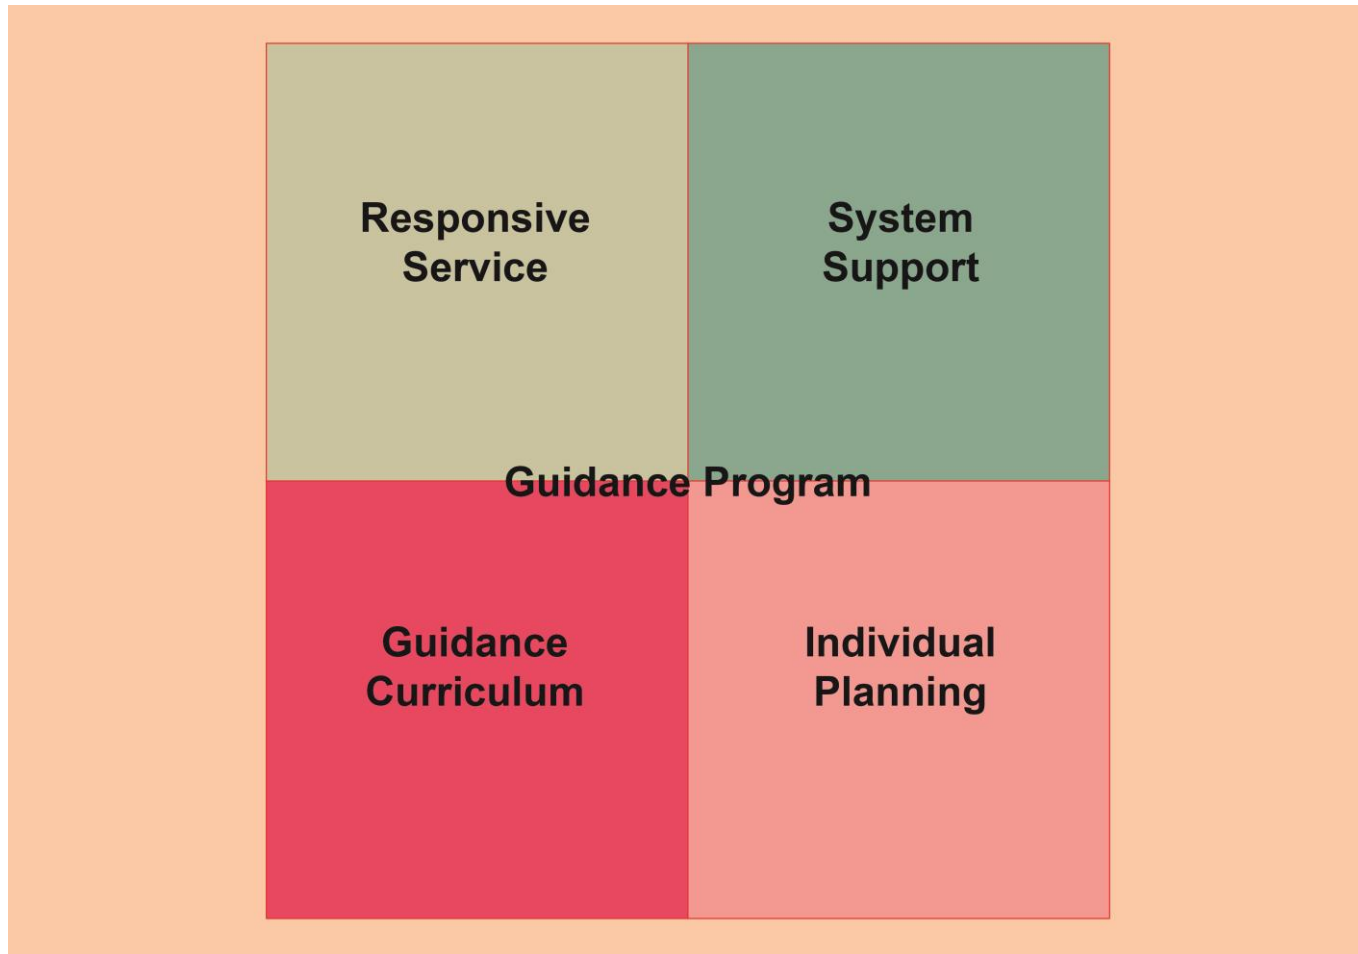 Responsive
Service
System
Support
Guidance Program
Guidance
Curriculum
Individual
Planning